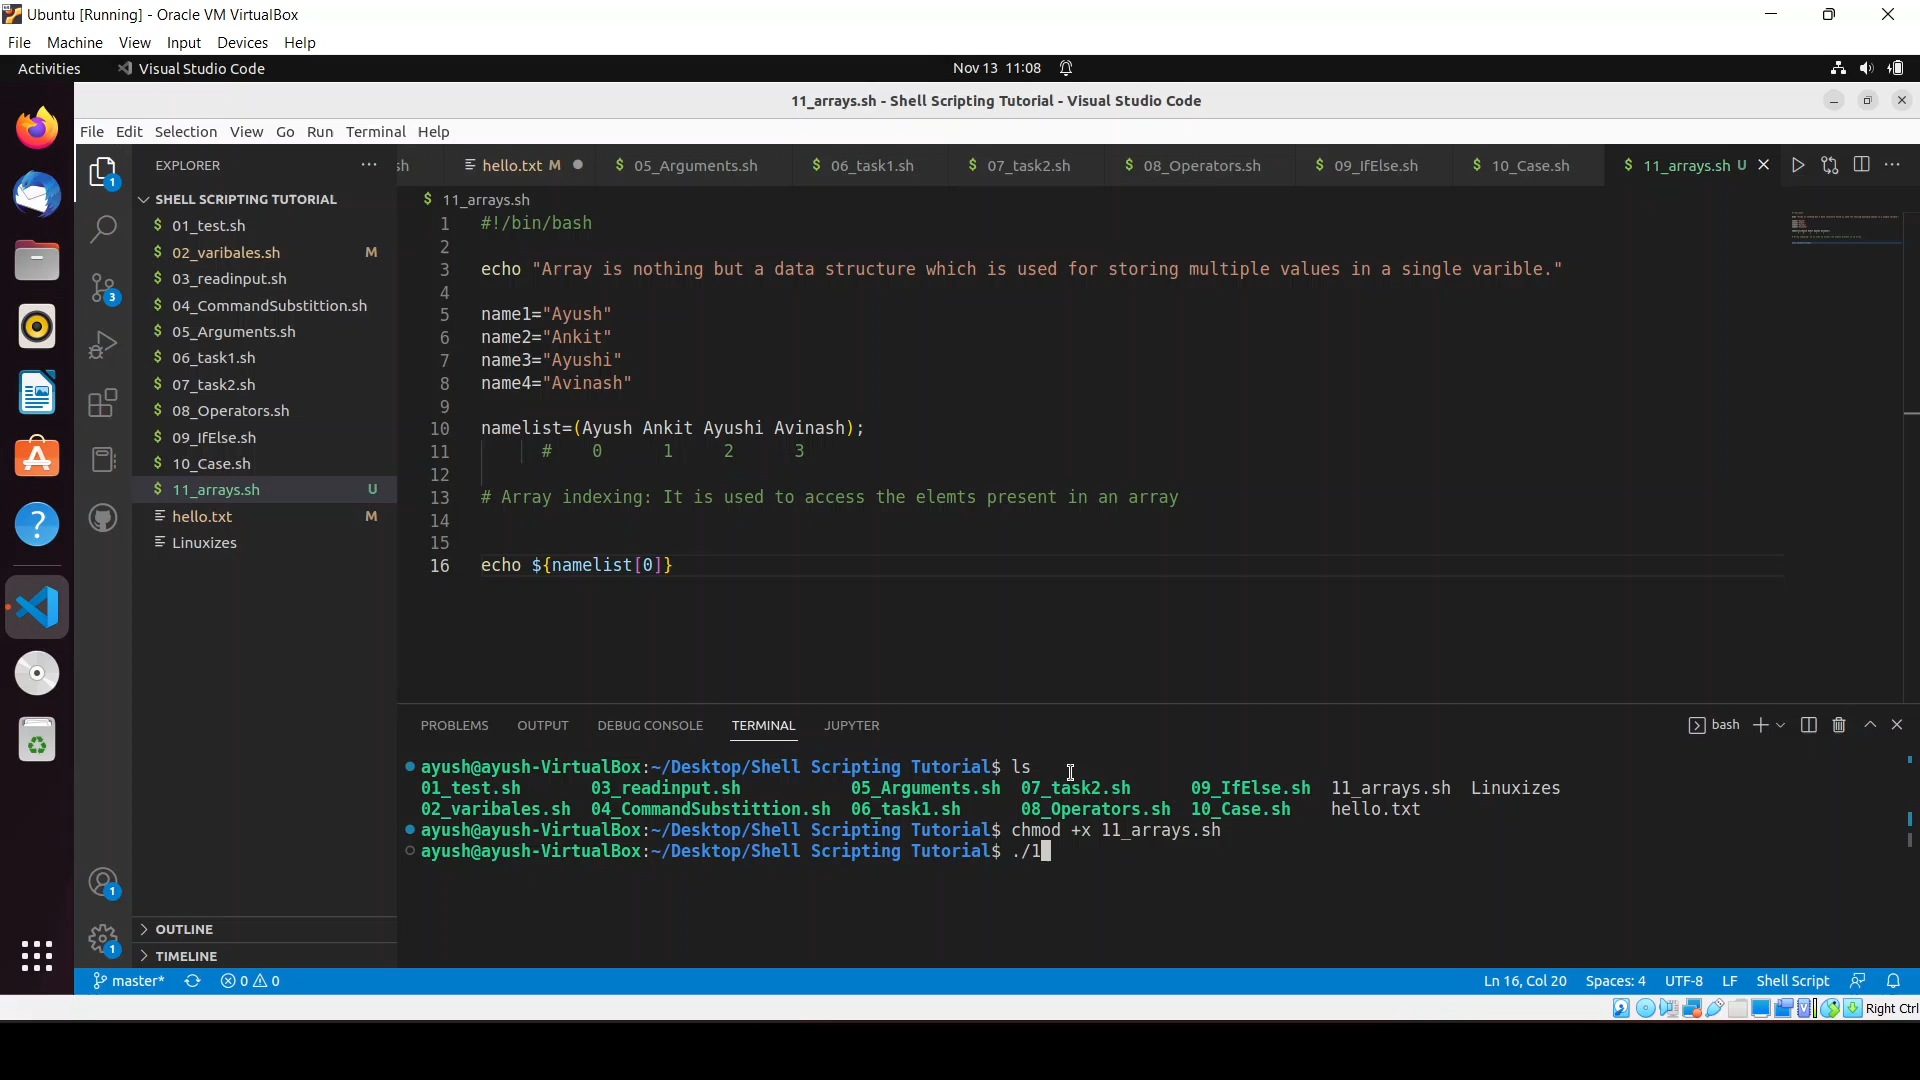 Ubuntu [Running] - Oracle VM VirtualBox
File Machine View Input Devices Help
Activities Visual Studio Code Nov 13 11:08
11_arrays.sh - Shell Scripting Tutorial - Visual Studio Code
File Edit Selection View Go Run Terminal Help
EXPLORER
sh hello.txt M 05_Arguments.sh 06_task1.sh 07_task2.sh 08_Operators.sh 09_IfElse.sh 10_Case.sh 11_arrays.sh U
SHELL SCRIPTING TUTORIAL
$ 01_test.sh
$ 02_varibales.sh M
$ 03_readinput.sh
$ 04_CommandSubstittion.sh
$ 05_Arguments.sh
$ 06_task1.sh
$ 07_task2.sh
$ 08_Operators.sh
$ 09_IfElse.sh
$ 10_Case.sh
$ 11_arrays.sh U
hello.txt M
Linuxizes
OUTLINE
TIMELINE
1
3
1
1
$ 11_arrays.sh
1 #!/bin/bash
2
3 echo "Array is nothing but a data structure which is used for storing multiple values in a single varible."
4
5 name1="Ayush"
6 name2="Ankit"
7 name3="Ayushi"
8 name4="Avinash"
9
10 namelist=(Ayush Ankit Ayushi Avinash);
11 # 0 1 2 3
12
13 # Array indexing: It is used to access the elemts present in an array
14
15
16 echo ${namelist[0]}
PROBLEMS OUTPUT DEBUG CONSOLE TERMINAL JUPYTER bash
ayush@ayush-VirtualBox:~/Desktop/Shell Scripting Tutorial$ ls
01_test.sh 03_readinput.sh 05_Arguments.sh 07_task2.sh 09_IfElse.sh 11_arrays.sh Linuxizes
02_varibales.sh 04_CommandSubstittion.sh 06_task1.sh 08_Operators.sh 10_Case.sh hello.txt
ayush@ayush-VirtualBox:~/Desktop/Shell Scripting Tutorial$ chmod +x 11_arrays.sh
ayush@ayush-VirtualBox:~/Desktop/Shell Scripting Tutorial$ ./1
master* 0 0 Ln 16, Col 20 Spaces: 4 UTF-8 LF Shell Script
Right Ctrl